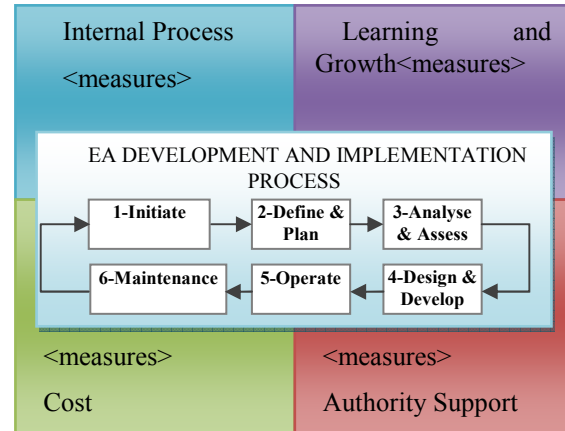 Internal Process
<measures>
Learning and
Growth<measures>
EA DEVELOPMENT AND IMPLEMENTATION
PROCESS
1-Initiate
2-Define &
Plan
3-Analyse
& Assess
6-Maintenance
5-Operate
4-Design &
Develop
<measures>
Cost
<measures>
Authority Support